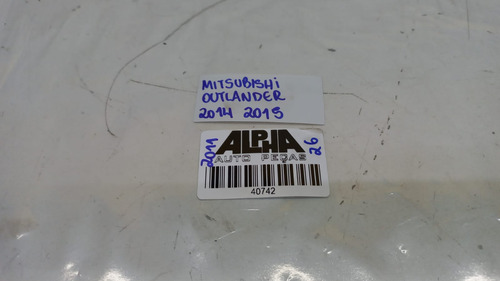 MITSUBISHi
OUTLANDER
2014 2015
ALPHA
AUTO PEÇAS
2011
26
40742